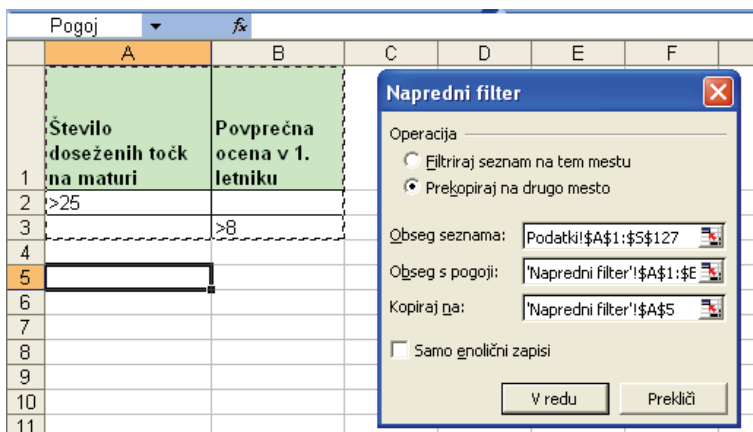 Pogoj fx
A B C D E F
1 Število
doseženih točk
na maturi
Povprečna
ocena v 1.
letniku
2 >25
3 >8
4
5
6
7
8
9
10
11
Napredni filter
Operacija
Filtriraj seznam na tem mestu
Prekopiraj na drugo mesto
Obseg seznama: Podatki!$A$1:$S$127
Obseg s pogoji: 'Napredni filter'!$A$1:$E
Kopiraj na: 'Napredni filter'!$A$5
Samo enolični zapisi
V redu Prekliči